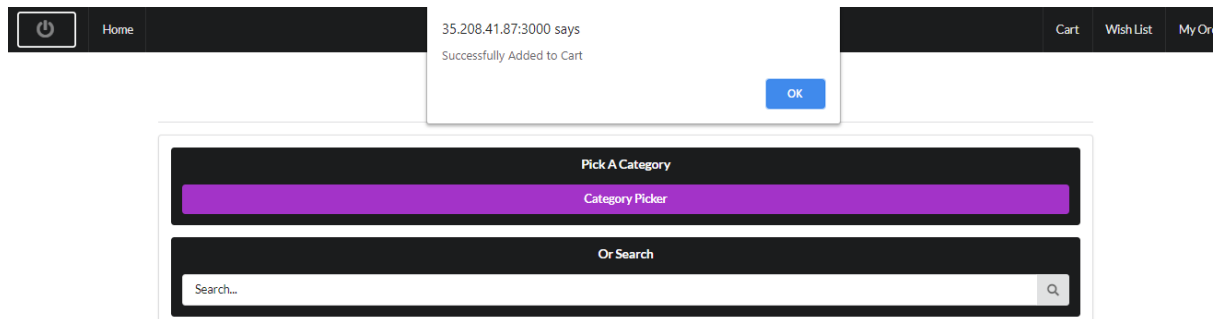 Home
35.208.41.87:3000 says
Successfully Added to Cart
OK
Cart
Wish List
My Or
Pick A Category
Category Picker
Or Search
Search...